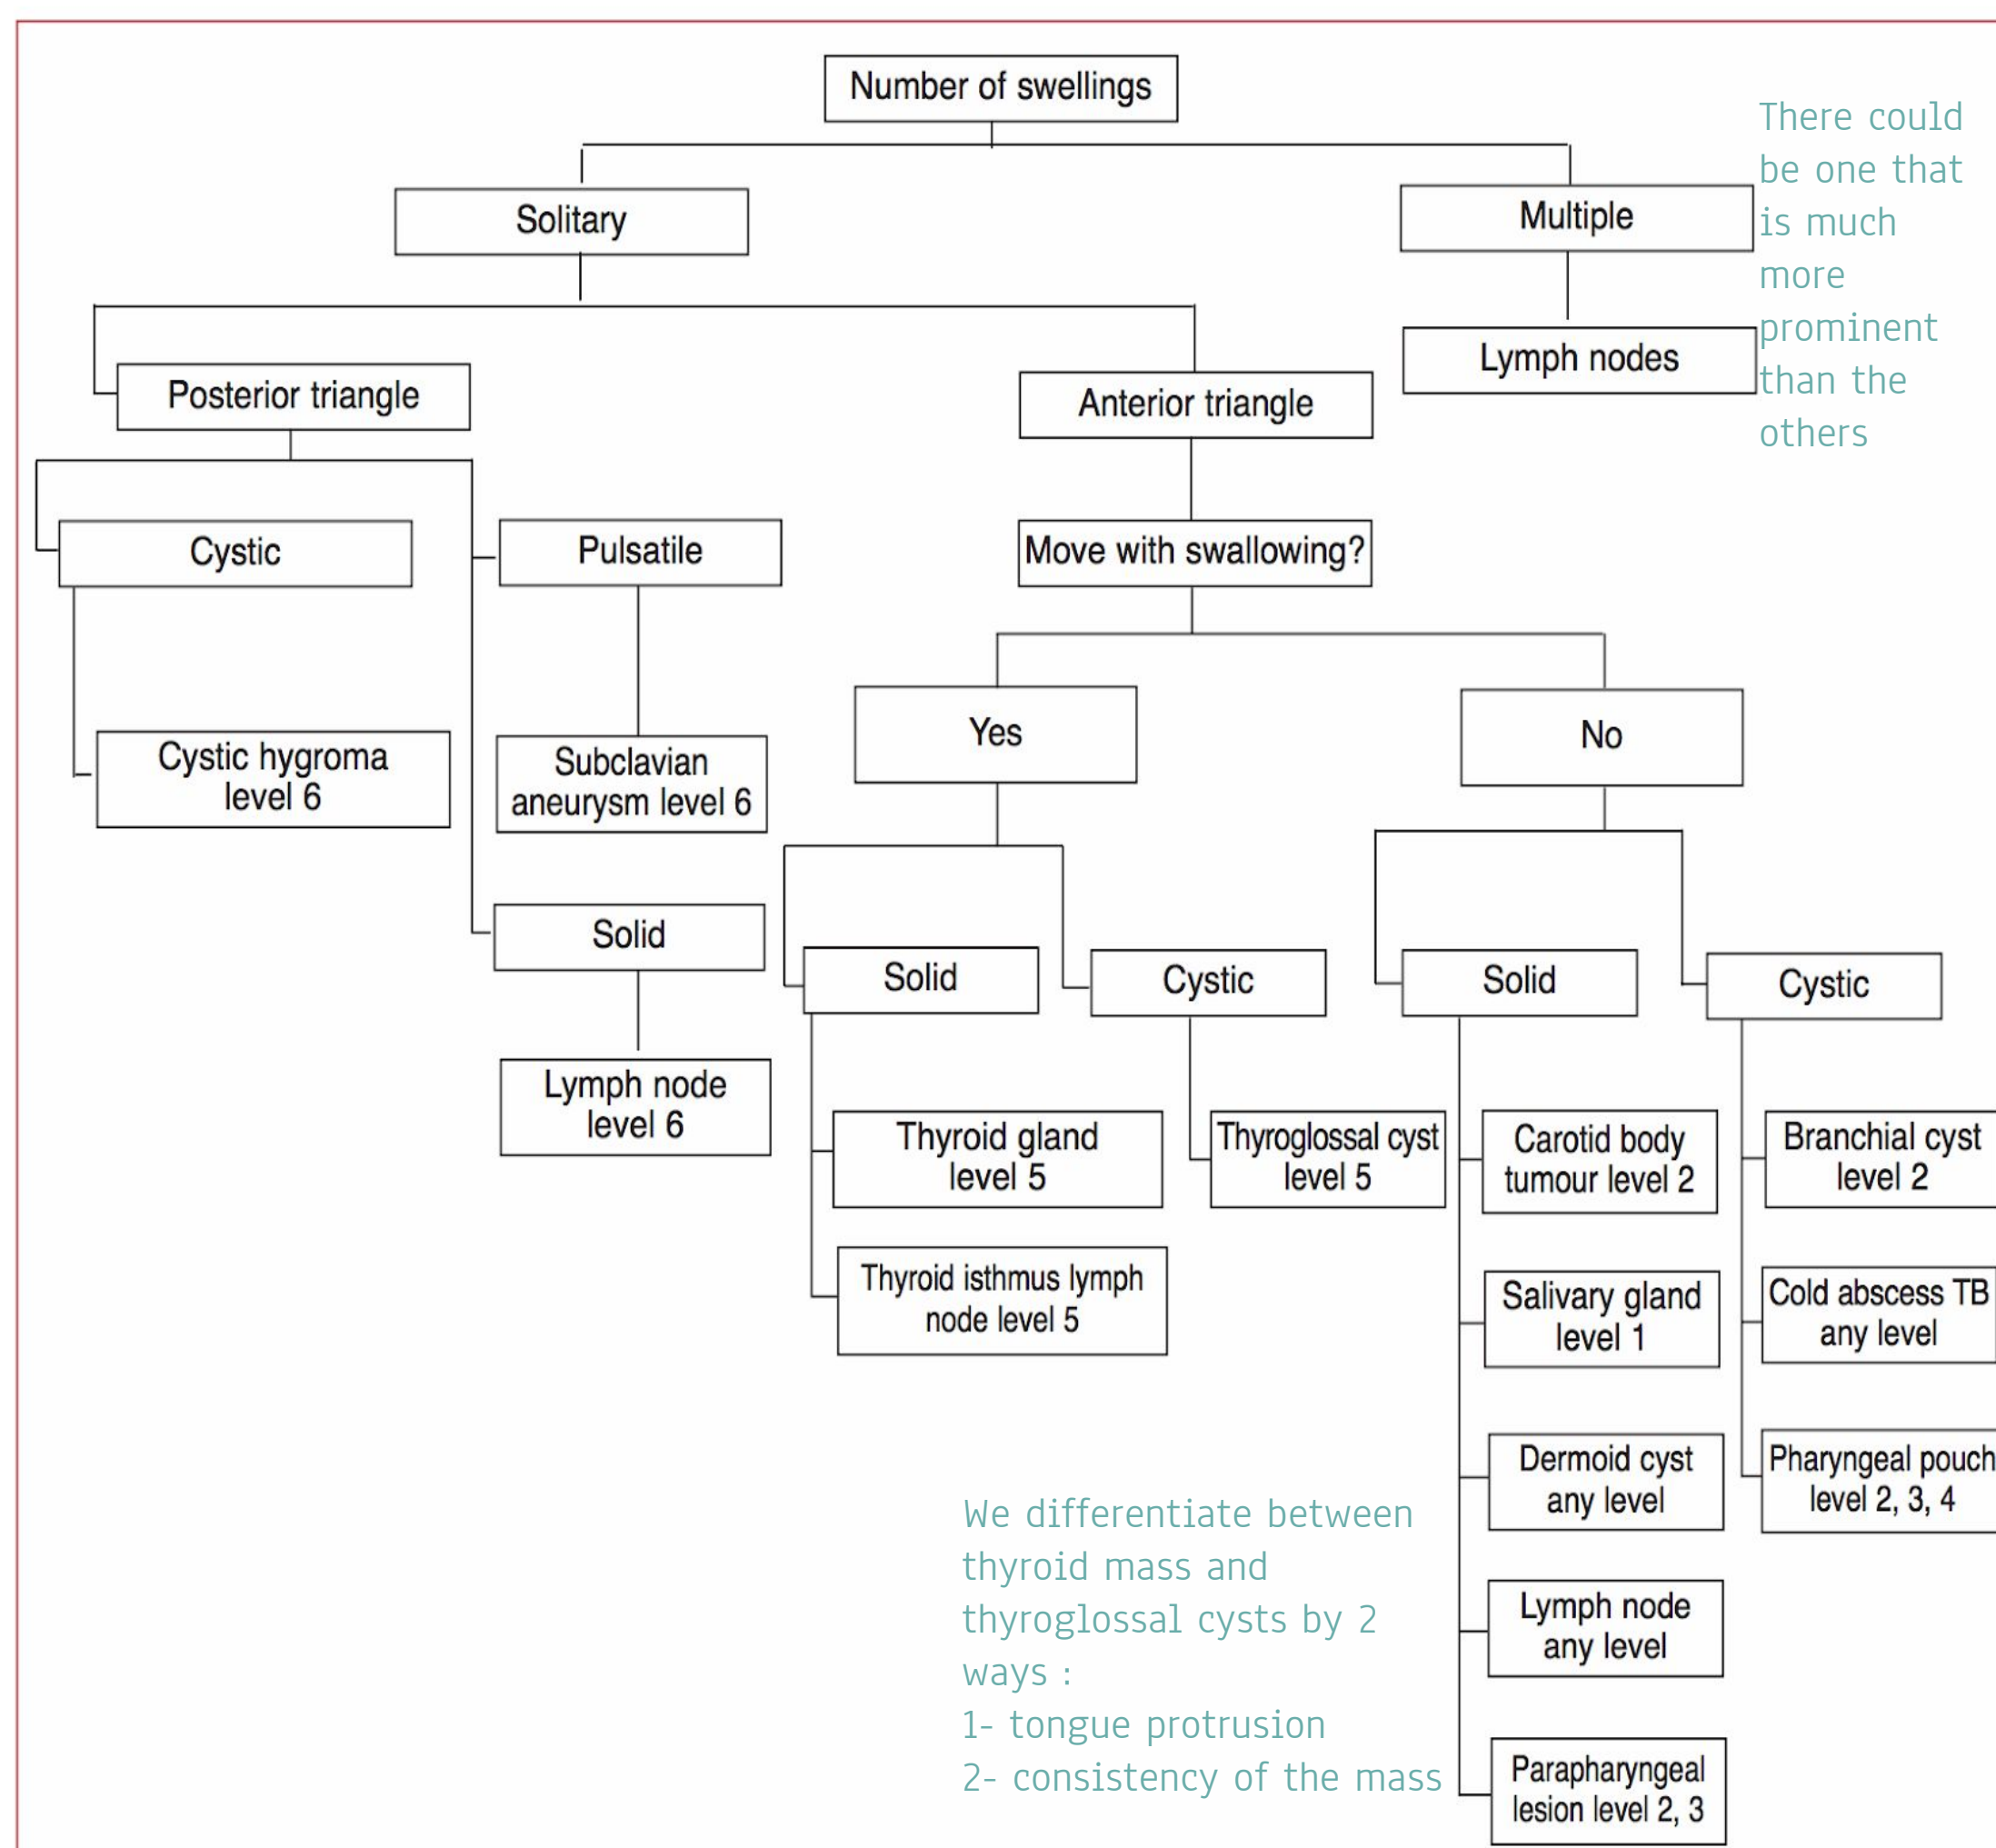 Number of swellings
There could
be one that
is much
more
prominent
than the
others
Solitary
Multiple
Lymph nodes
Posterior triangle
Anterior triangle
Cystic
Pulsatile
Move with swallowing?
Yes
No
Cystic hygroma
level 6
Subclavian
aneurysm level 6
Solid
Lymph node
level 6
Solid
Cystic
Solid
Cystic
Thyroid gland
level 5
Thyroid isthmus lymph
node level 5
Thyroglossal cyst
level 5
Carotid body
tumour level 2
Salivary gland
level 1
Dermoid cyst
any level
Lymph node
any level
Parapharyngeal
lesion level 2, 3
Branchial cyst
level 2
Cold abscess TB
any level
Pharyngeal pouch
level 2, 3, 4
We differentiate between
thyroid mass and
thyroglossal cysts by 2
ways :
1- tongue protrusion
2- consistency of the mass